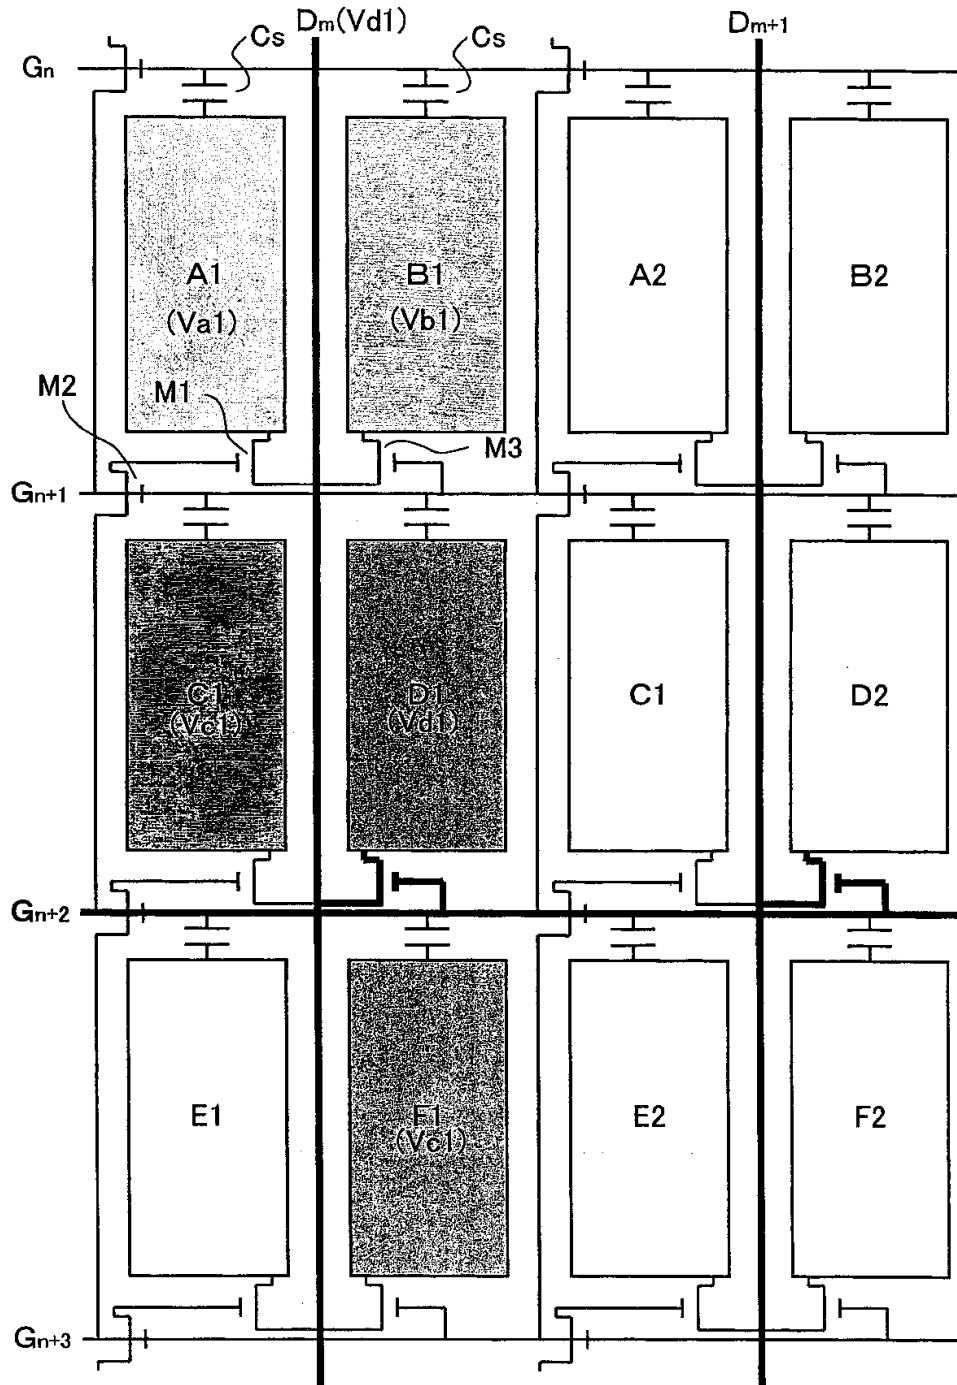 Dm(Vd1)
Dm+1
Cs
Cs
Gn
A1
(Va1)
B1
(Vb1)
A2
B2
M2
M1
M3
Gn+1
C1
(Vc1)
D1
(Vd1)
C1
D2
Gn+2
E1
F1
(Vc1)
E2
F2
Gn+3